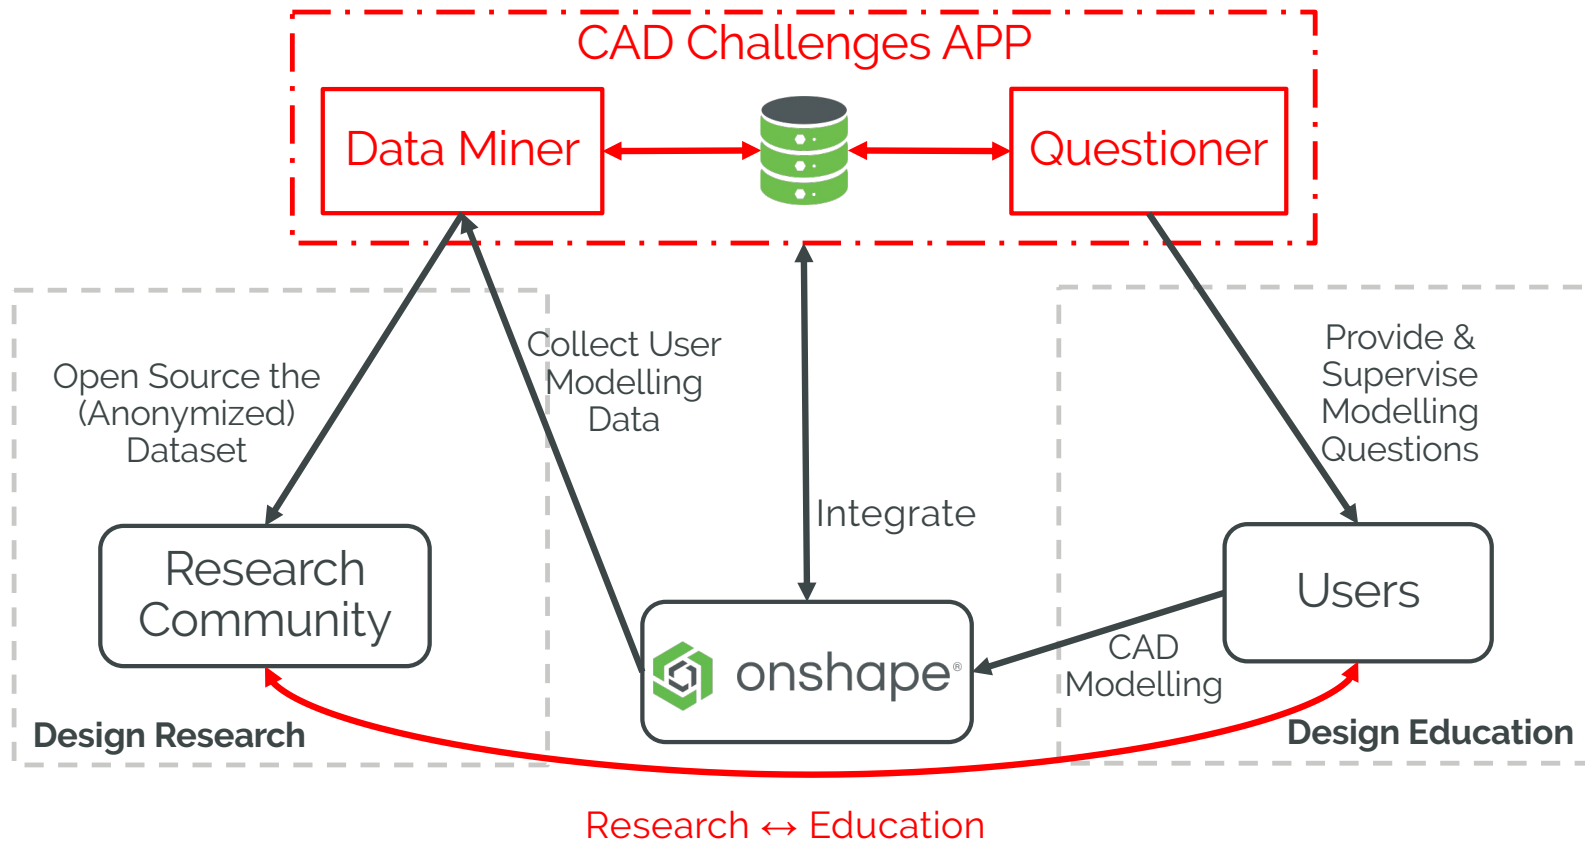 CAD Challenges APP
Data Miner
Questioner
Open Source the
(Anonymized)
Dataset
Collect User
Modelling
Data
Provide &
Supervise
Modelling
Questions
Integrate
Research
Community
onshape®
Users
CAD
Modelling
Design Research
Design Education
Research ↔ Education